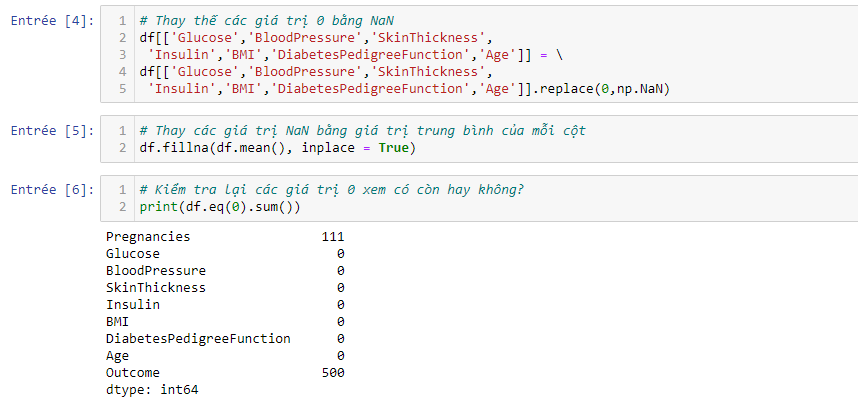 Entrée [4]: 1 # Thay thế các giá trị 0 bằng NaN
2 df[['Glucose','BloodPressure','SkinThickness',
3  'Insulin','BMI','DiabetesPedigreeFunction','Age']] = \
4 df[['Glucose','BloodPressure','SkinThickness',
5  'Insulin','BMI','DiabetesPedigreeFunction','Age']].replace(0,np.NaN)
Entrée [5]: 1 # Thay các giá trị NaN bằng giá trị trung bình của mỗi cột
2 df.fillna(df.mean(), inplace = True)
Entrée [6]: 1 # Kiểm tra lại các giá trị 0 xem có còn hay không?
2 print(df.eq(0).sum())
Pregnancies 111
Glucose 0
BloodPressure 0
SkinThickness 0
Insulin 0
BMI 0
DiabetesPedigreeFunction 0
Age 0
Outcome 500
dtype: int64